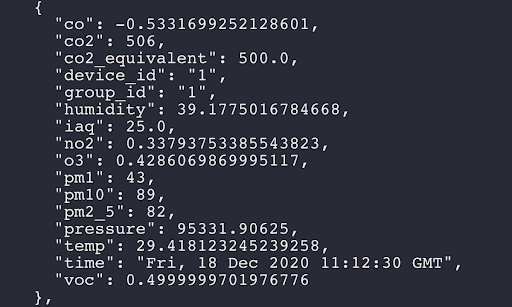 {
"co": -0.5331699252128601,
"co2": 506,
"co2_equivalent": 500.0,
"device_id": "1",
"group_id": "1",
"humidity": 39.1775016784668,
"iaq": 25.0,
"no2": 0.33793753385543823,
"o3": 0.4286069869995117,
"pm1": 43,
"pm10": 89,
"pm2_5": 82,
"pressure": 95331.90625,
"temp": 29.418123245239258,
"time": "Fri, 18 Dec 2020 11:12:30 GMT",
"voc": 0.4999999701976776
},